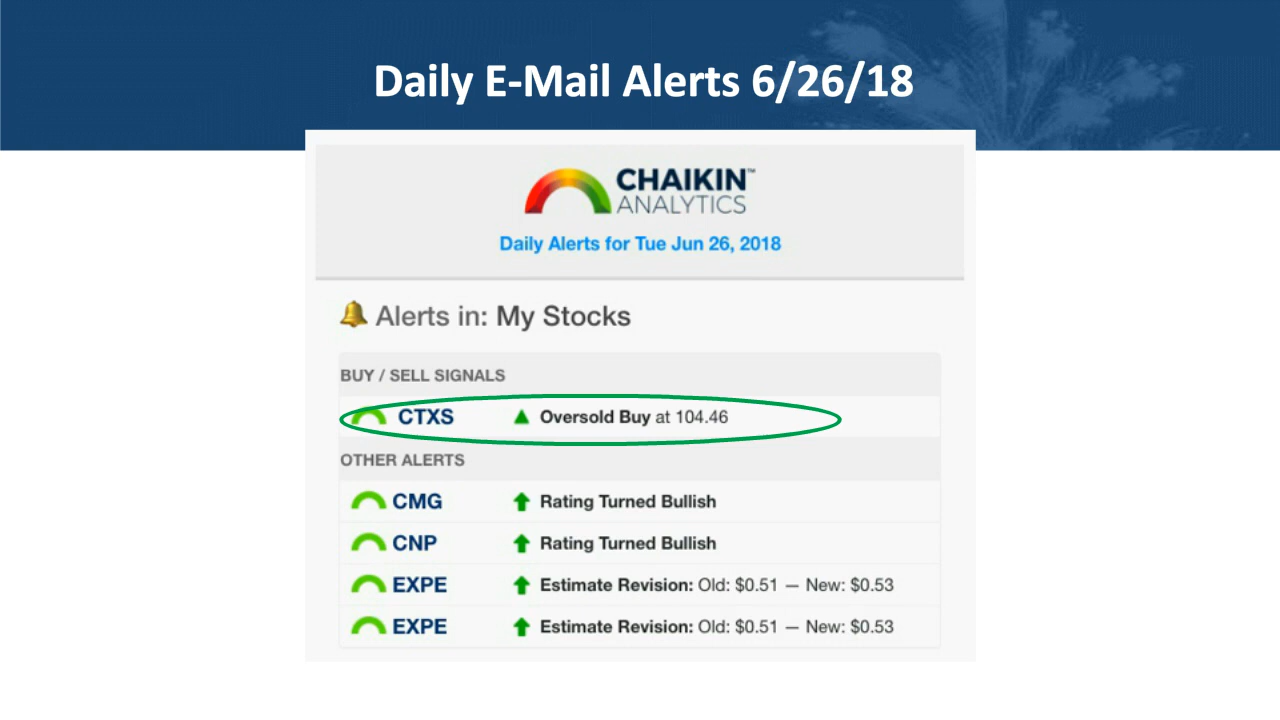 Daily E-Mail Alerts 6/26/18
CHAIKIN™
ANALYTICS
Daily Alerts for Tue Jun 26, 2018
Alerts in: My Stocks
BUY / SELL SIGNALS
CTXS Oversold Buy at 104.46
OTHER ALERTS
CMG Rating Turned Bullish
CNP Rating Turned Bullish
EXPE Estimate Revision: Old: $0.51 — New: $0.53
EXPE Estimate Revision: Old: $0.51 — New: $0.53